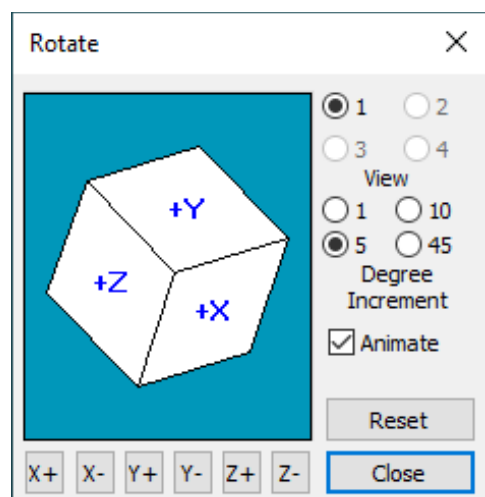 Rotate
+Y
+Z
+X
1 2
3 4
View
1 10
5 45
Degree
Increment
Animate
Reset
X+ X- Y+ Y- Z+ Z- Close